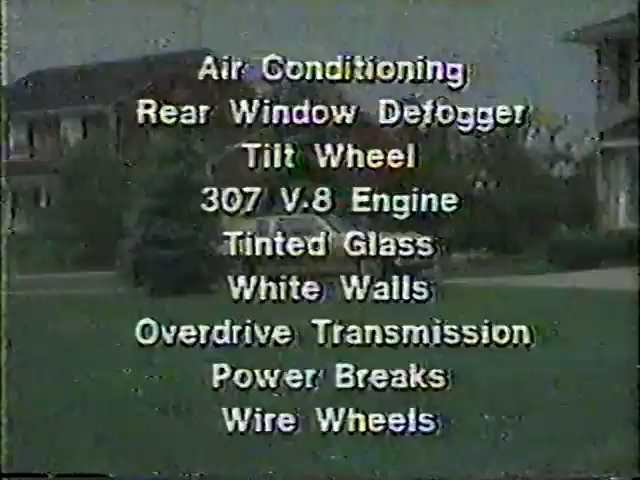 Air Conditioning
Rear Window Defogger
Tilt Wheel
307 V.8 Engine
Tinted Glass
White Walls
Overdrive Transmission
Power Breaks
Wire Wheels